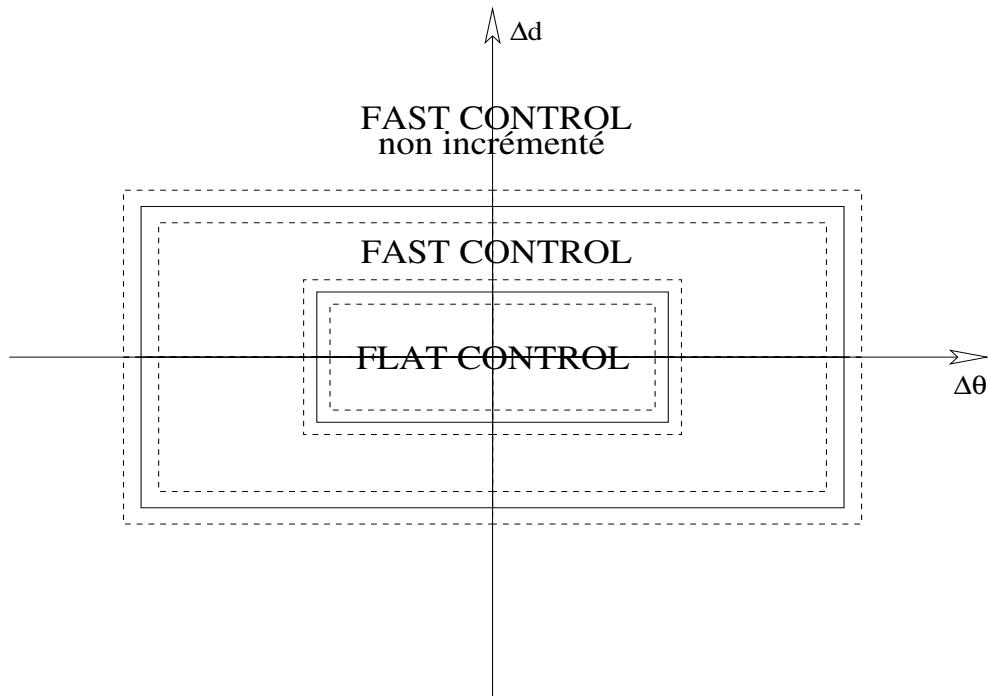 Δd
FAST CONTROL
non incrémenté
FAST CONTROL
FLAT CONTROL
Δθ